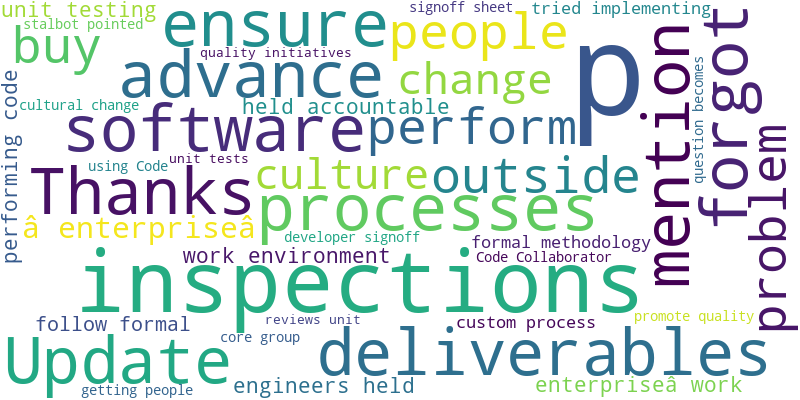 unit testing
stalbot pointed
ensure
signoff sheet
tried implementing
buy
people
p
quality initiatives
advance
change
mention
forgot
question becomes
performing code
cultural change
held accountable
software
perform
problem
using Code
unit tests
Thanks
culture
outside
processes
â enterpriseâ
developer signoff
formal methodology
work environment
Code Collaborator
inspections
follow formal
reviews unit
custom process
promote quality
Update
core group
deliverables
getting people
engineers held
enterpriseâ work